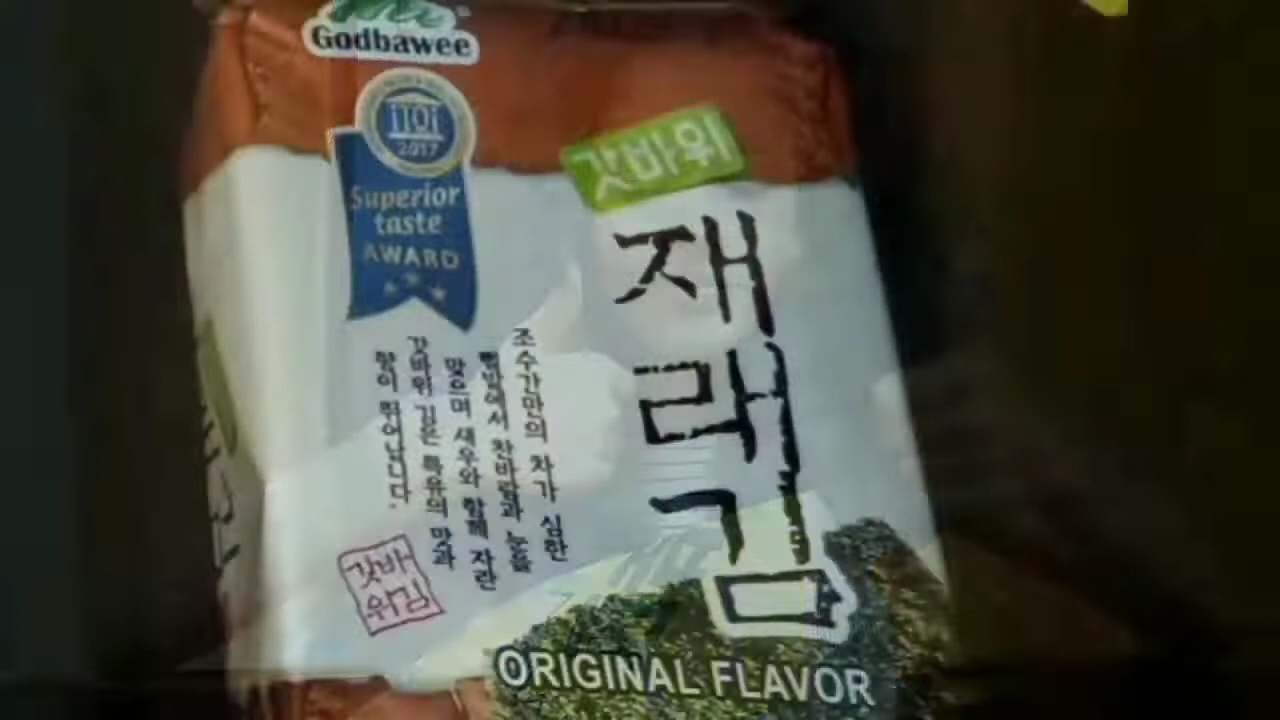 Godbawee
iTQi
2017
Superior
taste
AWARD
갓바위
재래김
조수간만의 차가 심한
뻘밭에서 찬바람과 눈을
맞으며 새우와 함께 자란
갓바위 김은 특유의 맛과
향이 뛰어납니다.
갓바
위김
ORIGINAL FLAVOR